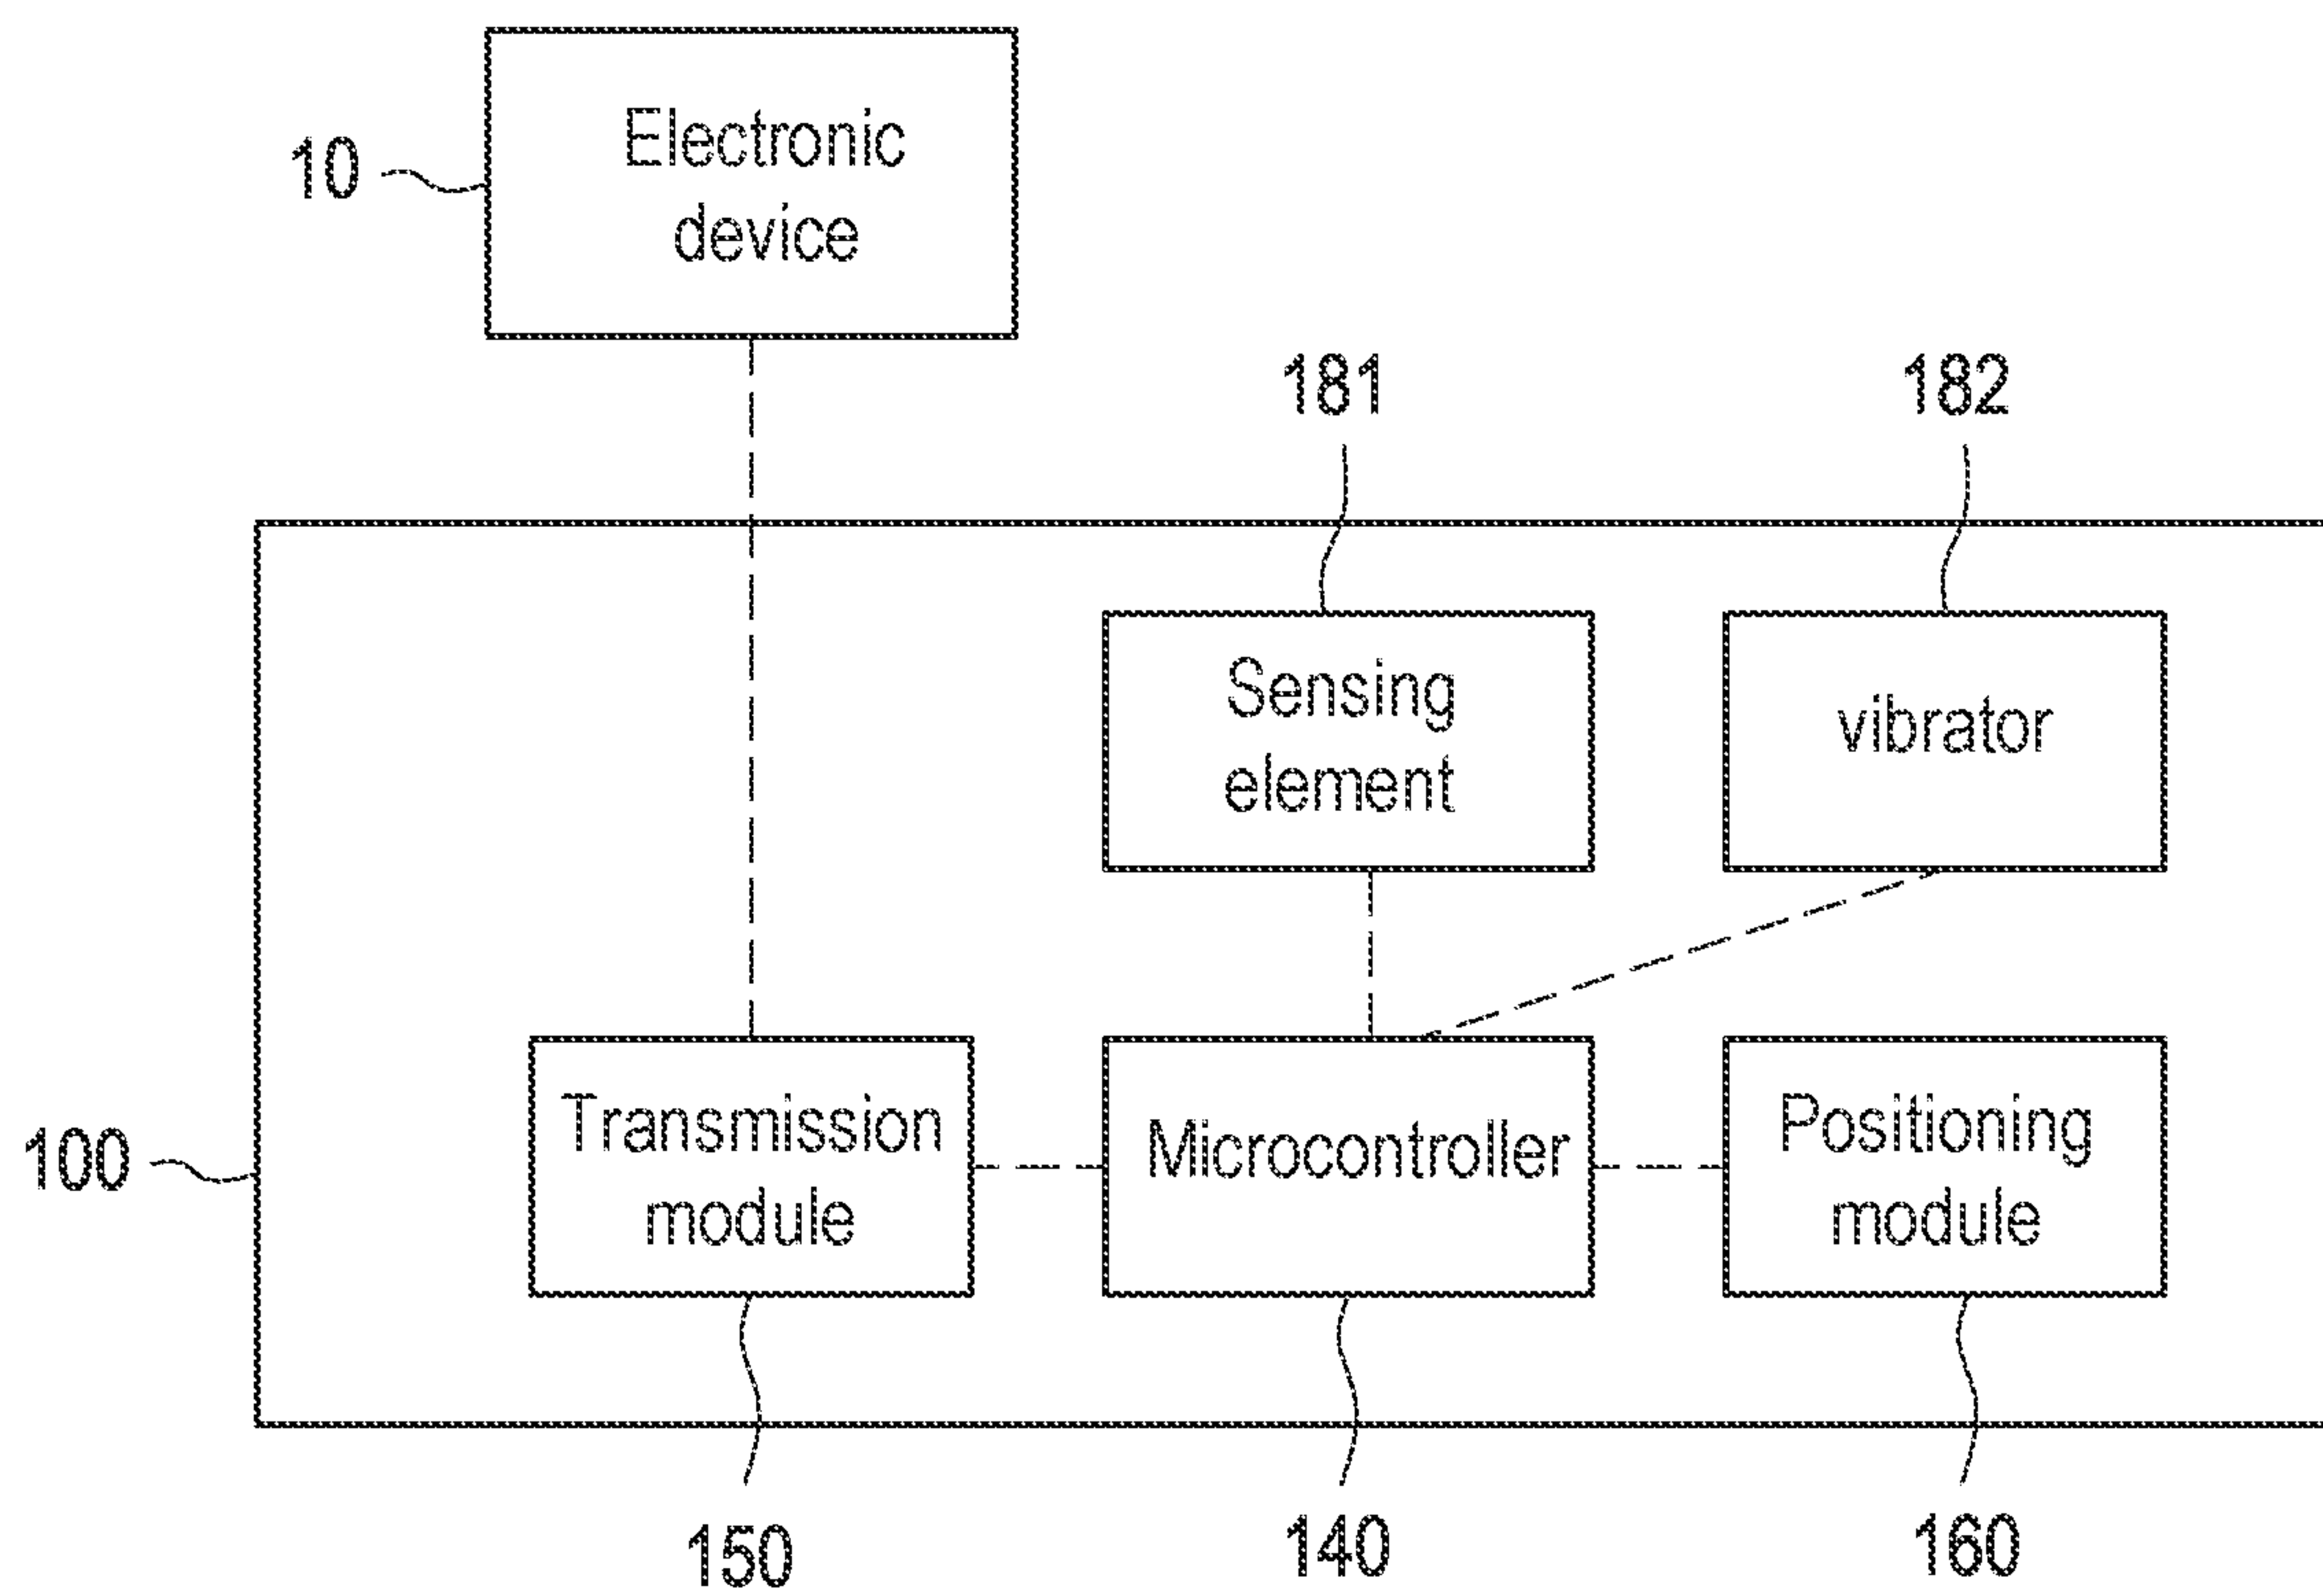 Electronic
device
10
181
182
Sensing
element
vibrator
100
Transmission
module
Microcontroller
Positioning
module
150
140
160